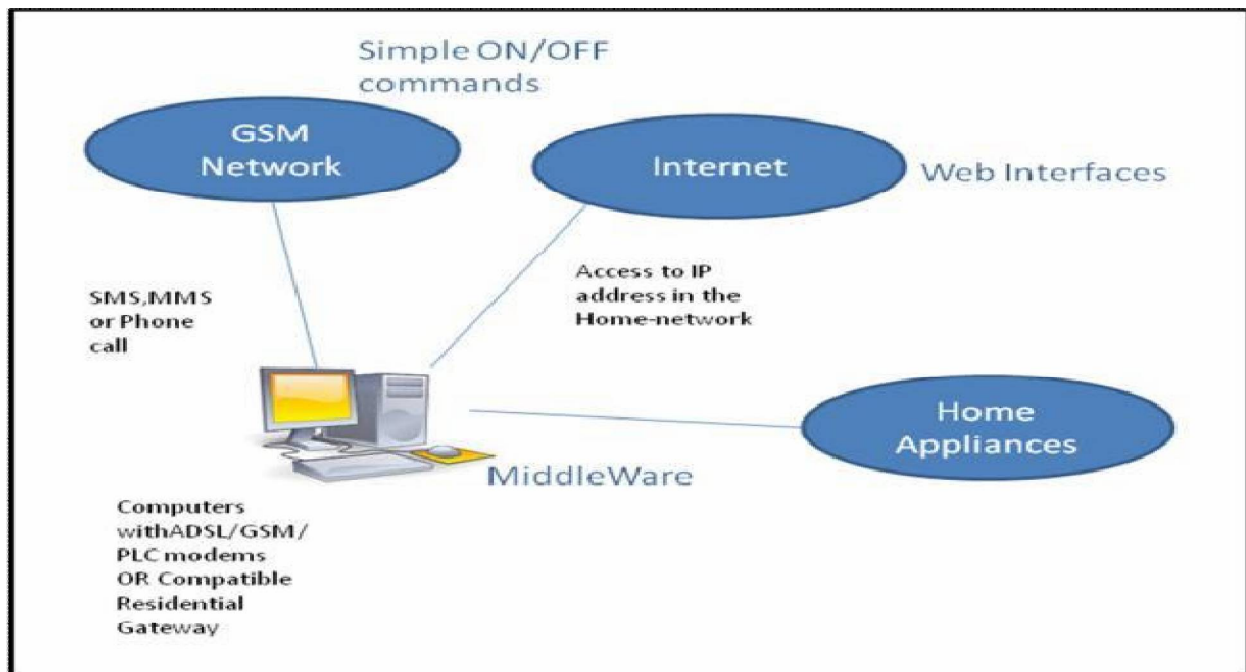 Simple ON/OFF
commands
GSM
Network
Internet
Web Interfaces
Access to IP
address in the
Home-network
SMS,MMS
or Phone
call
Home
Appliances
MiddleWare
Computers
withADSL/GSM/
PLC modems
OR Compatible
Residential
Gateway